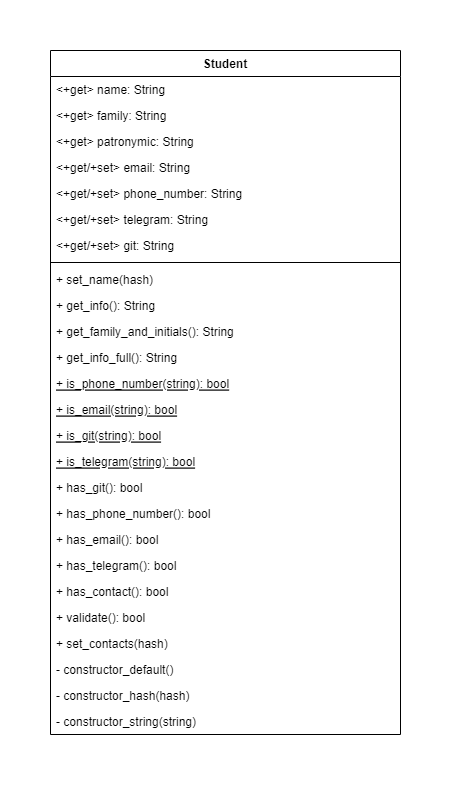 Student
<+get> name: String
<+get> family: String
<+get> patronymic: String
<+get/+set> email: String
<+get/+set> phone_number: String
<+get/+set> telegram: String
<+get/+set> git: String
+ set_name(hash)
+ get_info(): String
+ get_family_and_initials(): String
+ get_info_full(): String
+ is_phone_number(string): bool
+ is_email(string): bool
+ is_git(string): bool
+ is_telegram(string): bool
+ has_git(): bool
+ has_phone_number(): bool
+ has_email(): bool
+ has_telegram(): bool
+ has_contact(): bool
+ validate(): bool
+ set_contacts(hash)
- constructor_default()
- constructor_hash(hash)
- constructor_string(string)